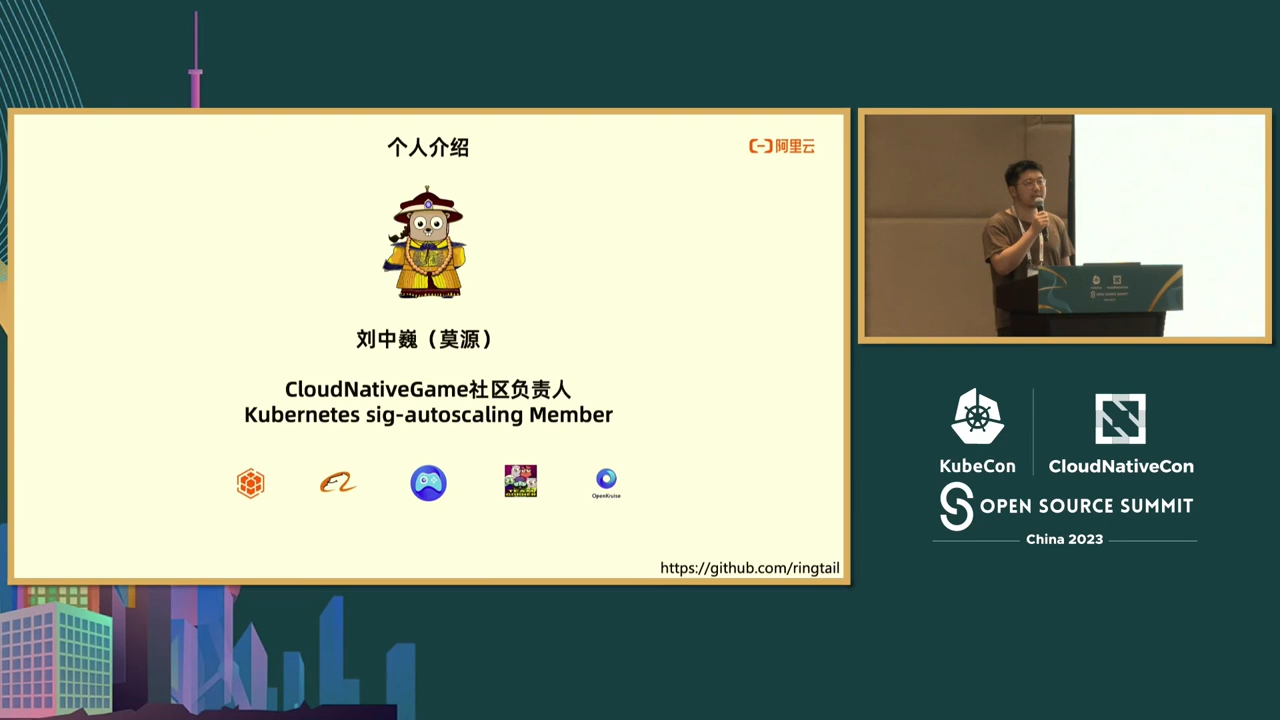 个人介绍
阿里云
刘中巍（莫源）
CloudNativeGame社区负责人
Kubernetes sig-autoscaling Member
OpenKruise
https://github.com/ringtail
KubeCon
CloudNativeCon
OPEN SOURCE SUMMIT
China 2023